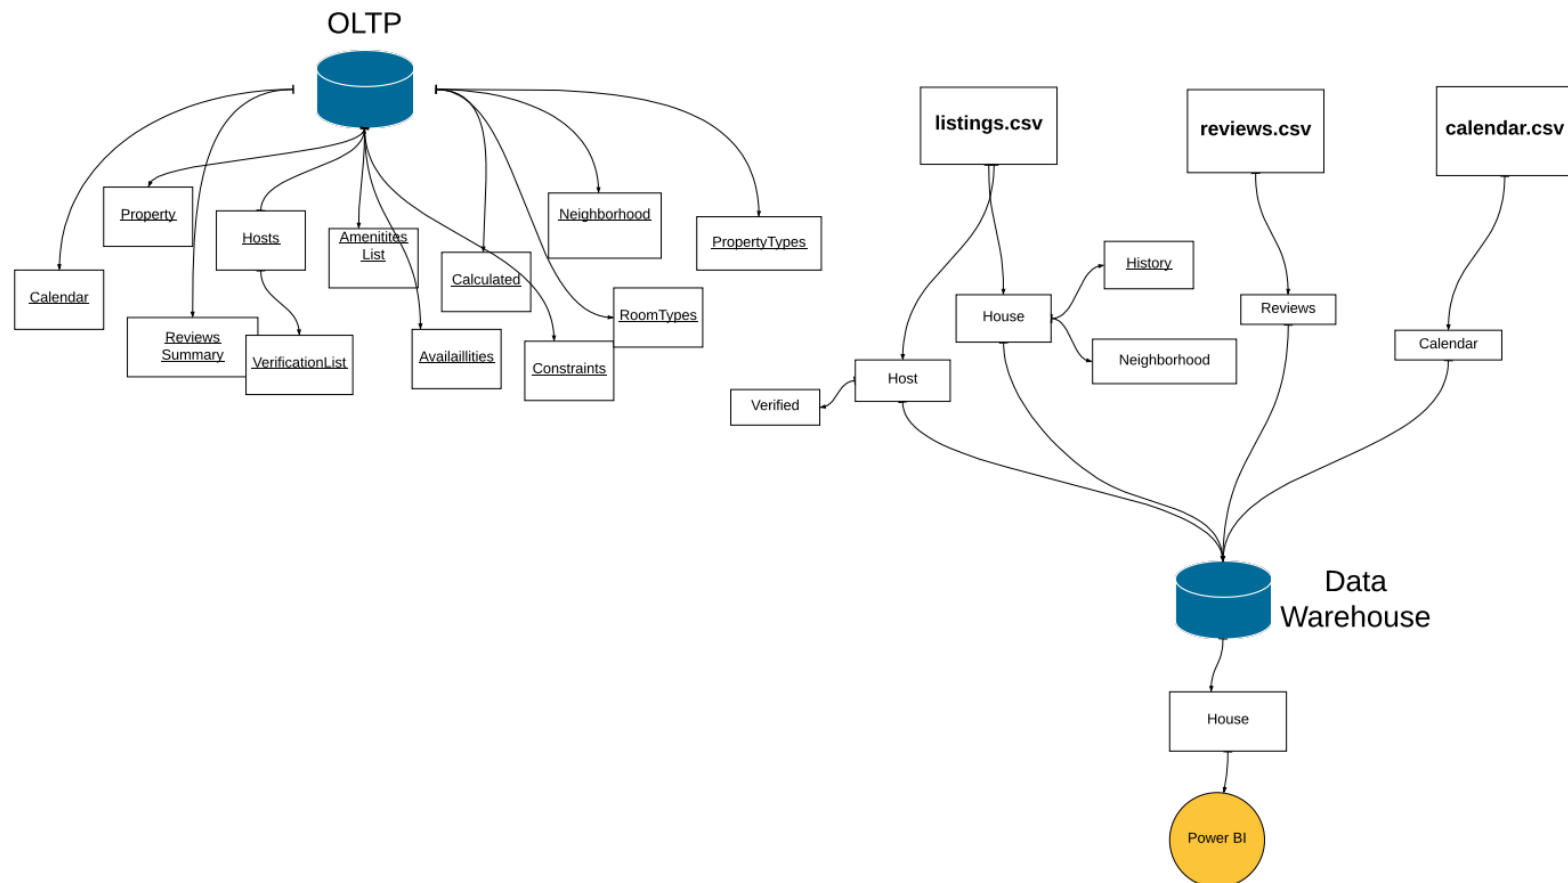 OLTP
listings.csv
reviews.csv
calendar.csv
Property
Hosts
Amenitites
List
Neighborhood
PropertyTypes
Calendar
Calculated
RoomTypes
Reviews
Summary
VerificationList
Availaillities
Constraints
History
House
Reviews
Neighborhood
Calendar
Host
Verified
Data
Warehouse
House
Power BI